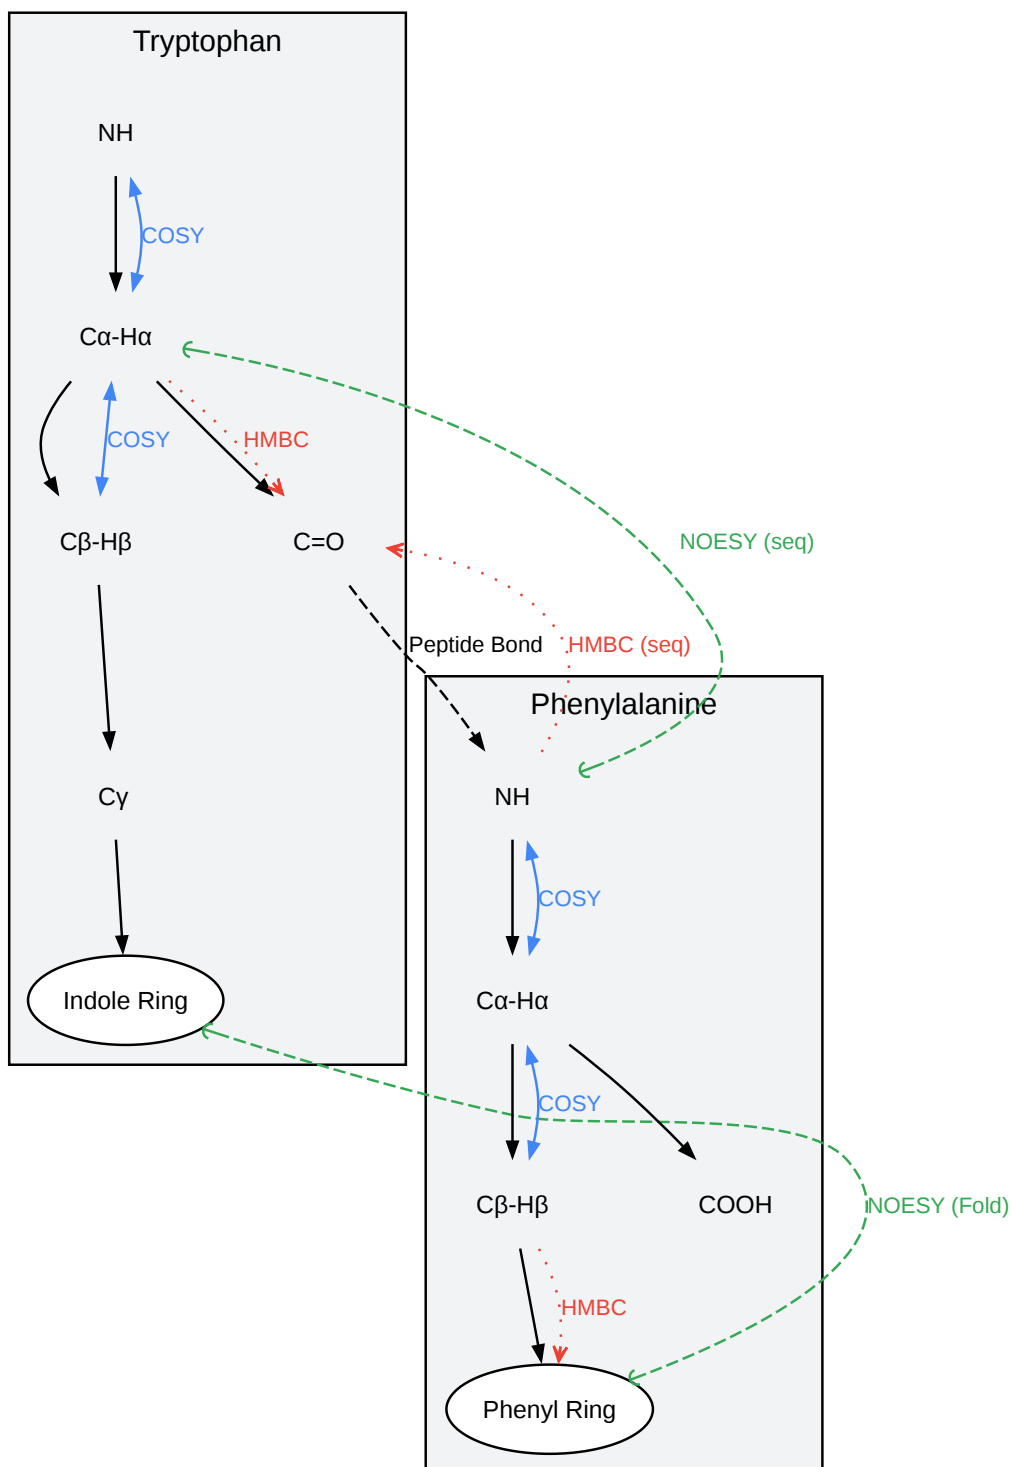 Tryptophan
NH
COSY
Cα-Hα
COSY
HMBC
Cβ-Hβ
C=O
NOESY (seq)
Peptide Bond
HMBC (seq)
Phenylalanine
Cγ
NH
COSY
Indole Ring
Cα-Hα
COSY
Cβ-Hβ
COOH
NOESY (Fold)
HMBC
Phenyl Ring